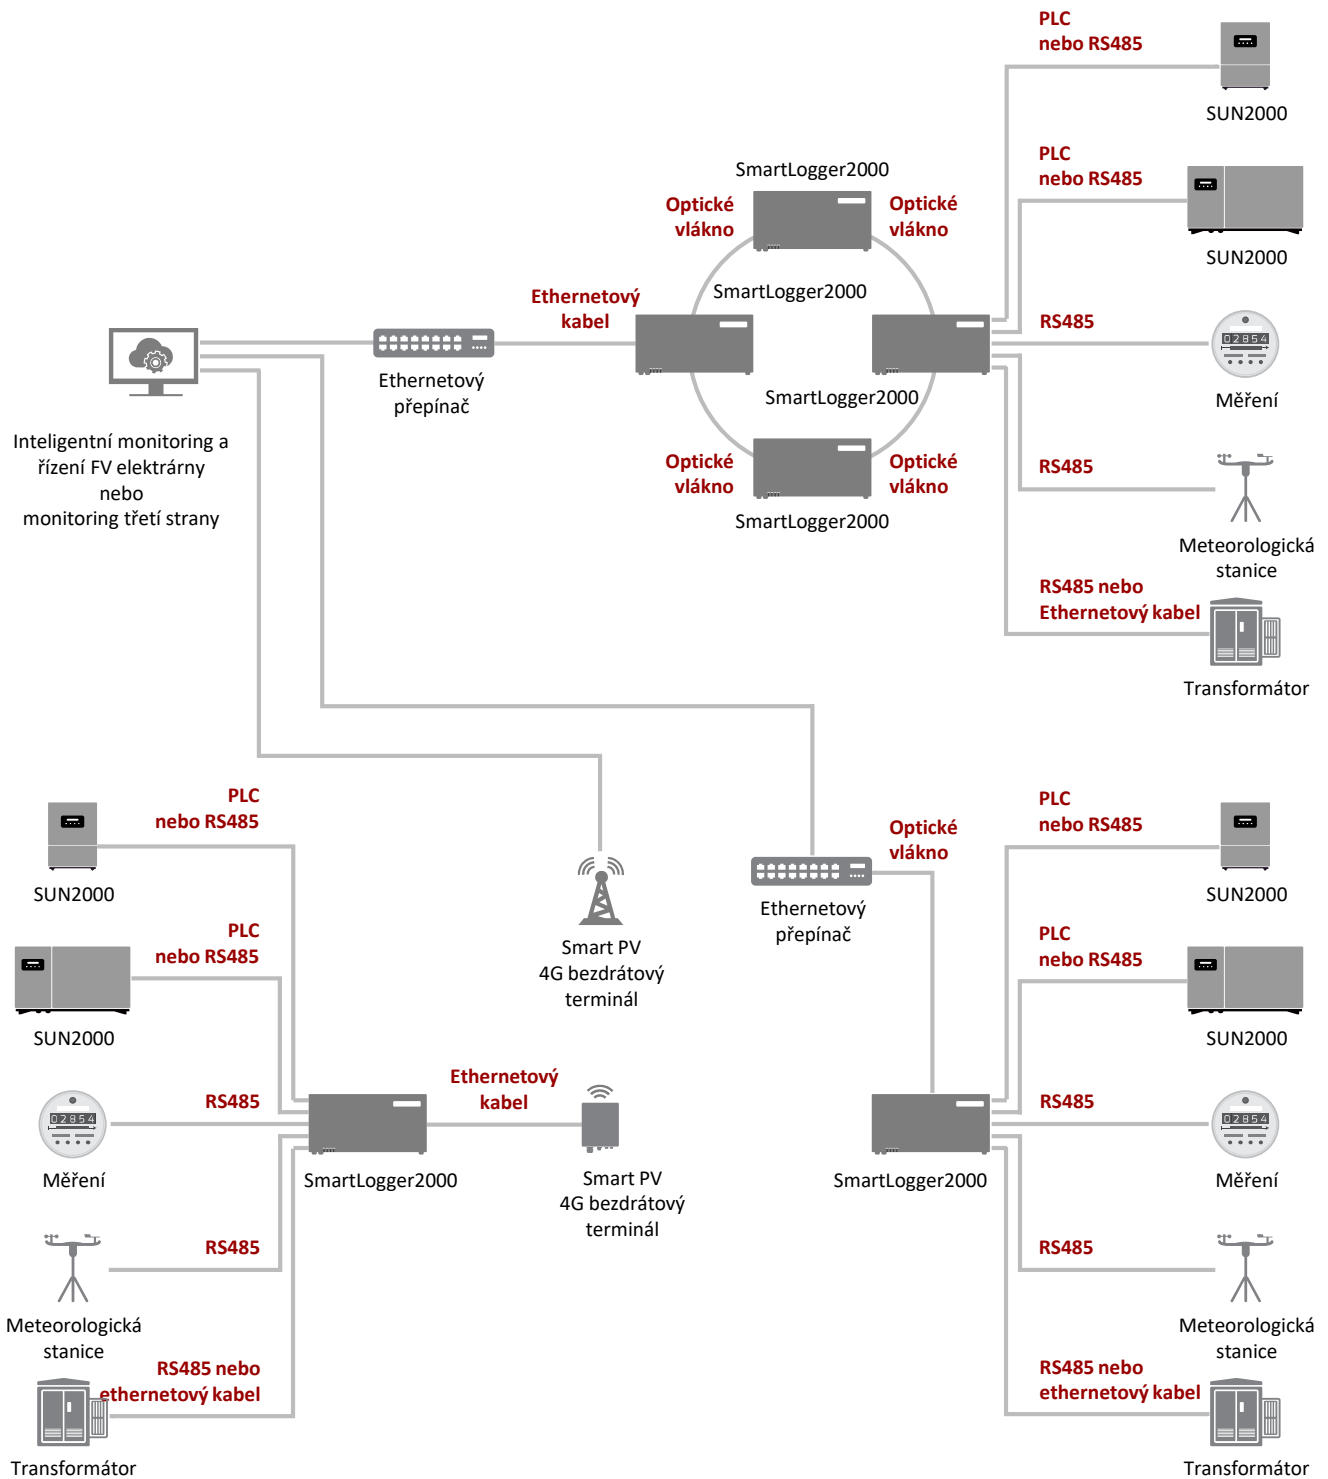 PLC
nebo RS485
SUN2000
PLC
nebo RS485
SUN2000
SmartLogger2000
Optické
vlákno
Optické
vlákno
SmartLogger2000
Ethernetový
kabel
RS485
02854
Měření
Ethernetový
přepínač
SmartLogger2000
Inteligentní monitoring a
řízení FV elektrárny
nebo
monitoring třetí strany
Optické
vlákno
Optické
vlákno
SmartLogger2000
RS485
Meteorologická
stanice
RS485 nebo
Ethernetový kabel
Transformátor
PLC
nebo RS485
SUN2000
PLC
nebo RS485
SUN2000
RS485
02854
Měření
SmartLogger2000
Ethernetový
kabel
Smart PV
4G bezdrátový
terminál
Smart PV
4G bezdrátový
terminál
RS485
Meteorologická
stanice
RS485 nebo
ethernetový kabel
Transformátor
Optické
vlákno
Ethernetový
přepínač
PLC
nebo RS485
SUN2000
PLC
nebo RS485
SUN2000
RS485
02854
Měření
SmartLogger2000
RS485
Meteorologická
stanice
RS485 nebo
ethernetový kabel
Transformátor